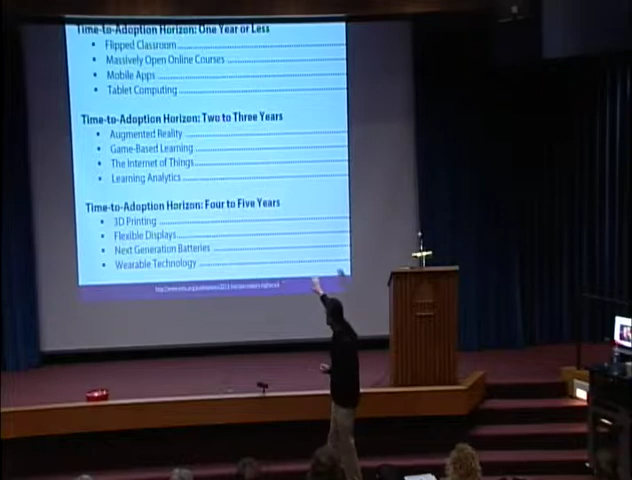 Time-to-Adoption Horizon: One Year or Less
• Flipped Classroom
• Massively Open Online Courses
• Mobile Apps
• Tablet Computing
Time-to-Adoption Horizon: Two to Three Years
• Augmented Reality
• Game-Based Learning
• The Internet of Things
• Learning Analytics
Time-to-Adoption Horizon: Four to Five Years
• 3D Printing
• Flexible Displays
• Next Generation Batteries
• Wearable Technology